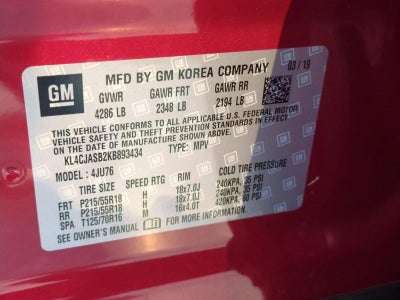 GM
MFD BY GM KOREA COMPANY 03 / 19
GVWR GAWR FRT GAWR RR
4286 LB 2348 LB 2194 LB
THIS VEHICLE CONFORMS TO ALL APPLICABLE U.S. FEDERAL MOTOR
VEHICLE SAFETY, BUMPER, AND THEFT PREVENTION STANDARDS IN EFFECT
ON THE DATE OF MANUFACTURE SHOWN ABOVE.
KL4CJASB2KB893434 TYPE: MPV
MODEL: 4JU76
TIRE SIZE SPEED RTG RIM COLD TIRE PRESSURE
FRT P215/55R18 H 18x7.0J 240KPA, 35 PSI
RR P215/55R18 H 18x7.0J 240KPA, 35 PSI
SPA T125/70R16 M 16x4.0T 420KPA, 60 PSI
SEE OWNER'S MANUAL FOR MORE INFORMATION.